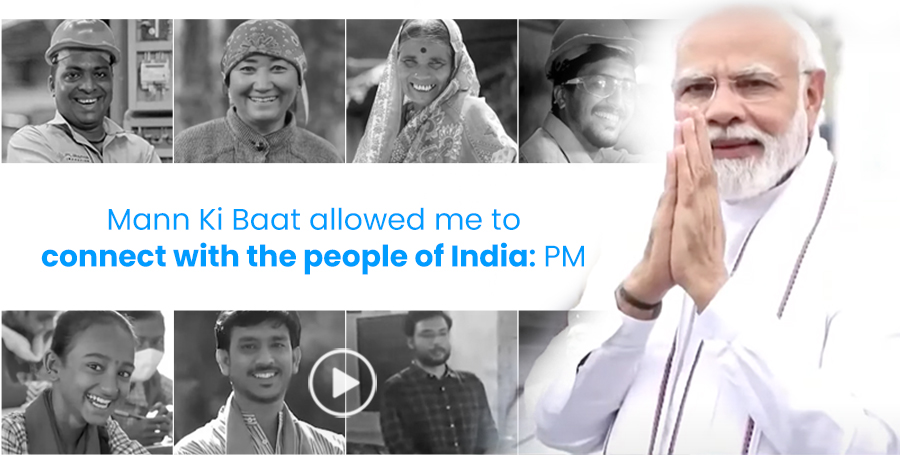 Mann Ki Baat allowed me to
connect with the people of India: PM